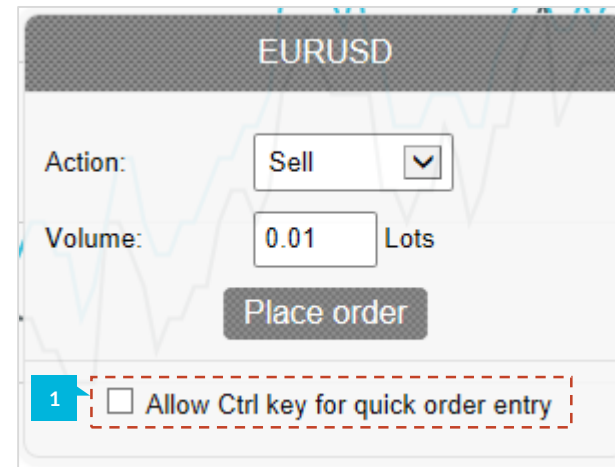 EURUSD
Action: Sell
Volume: 0.01 Lots
Place order
1 Allow Ctrl key for quick order entry